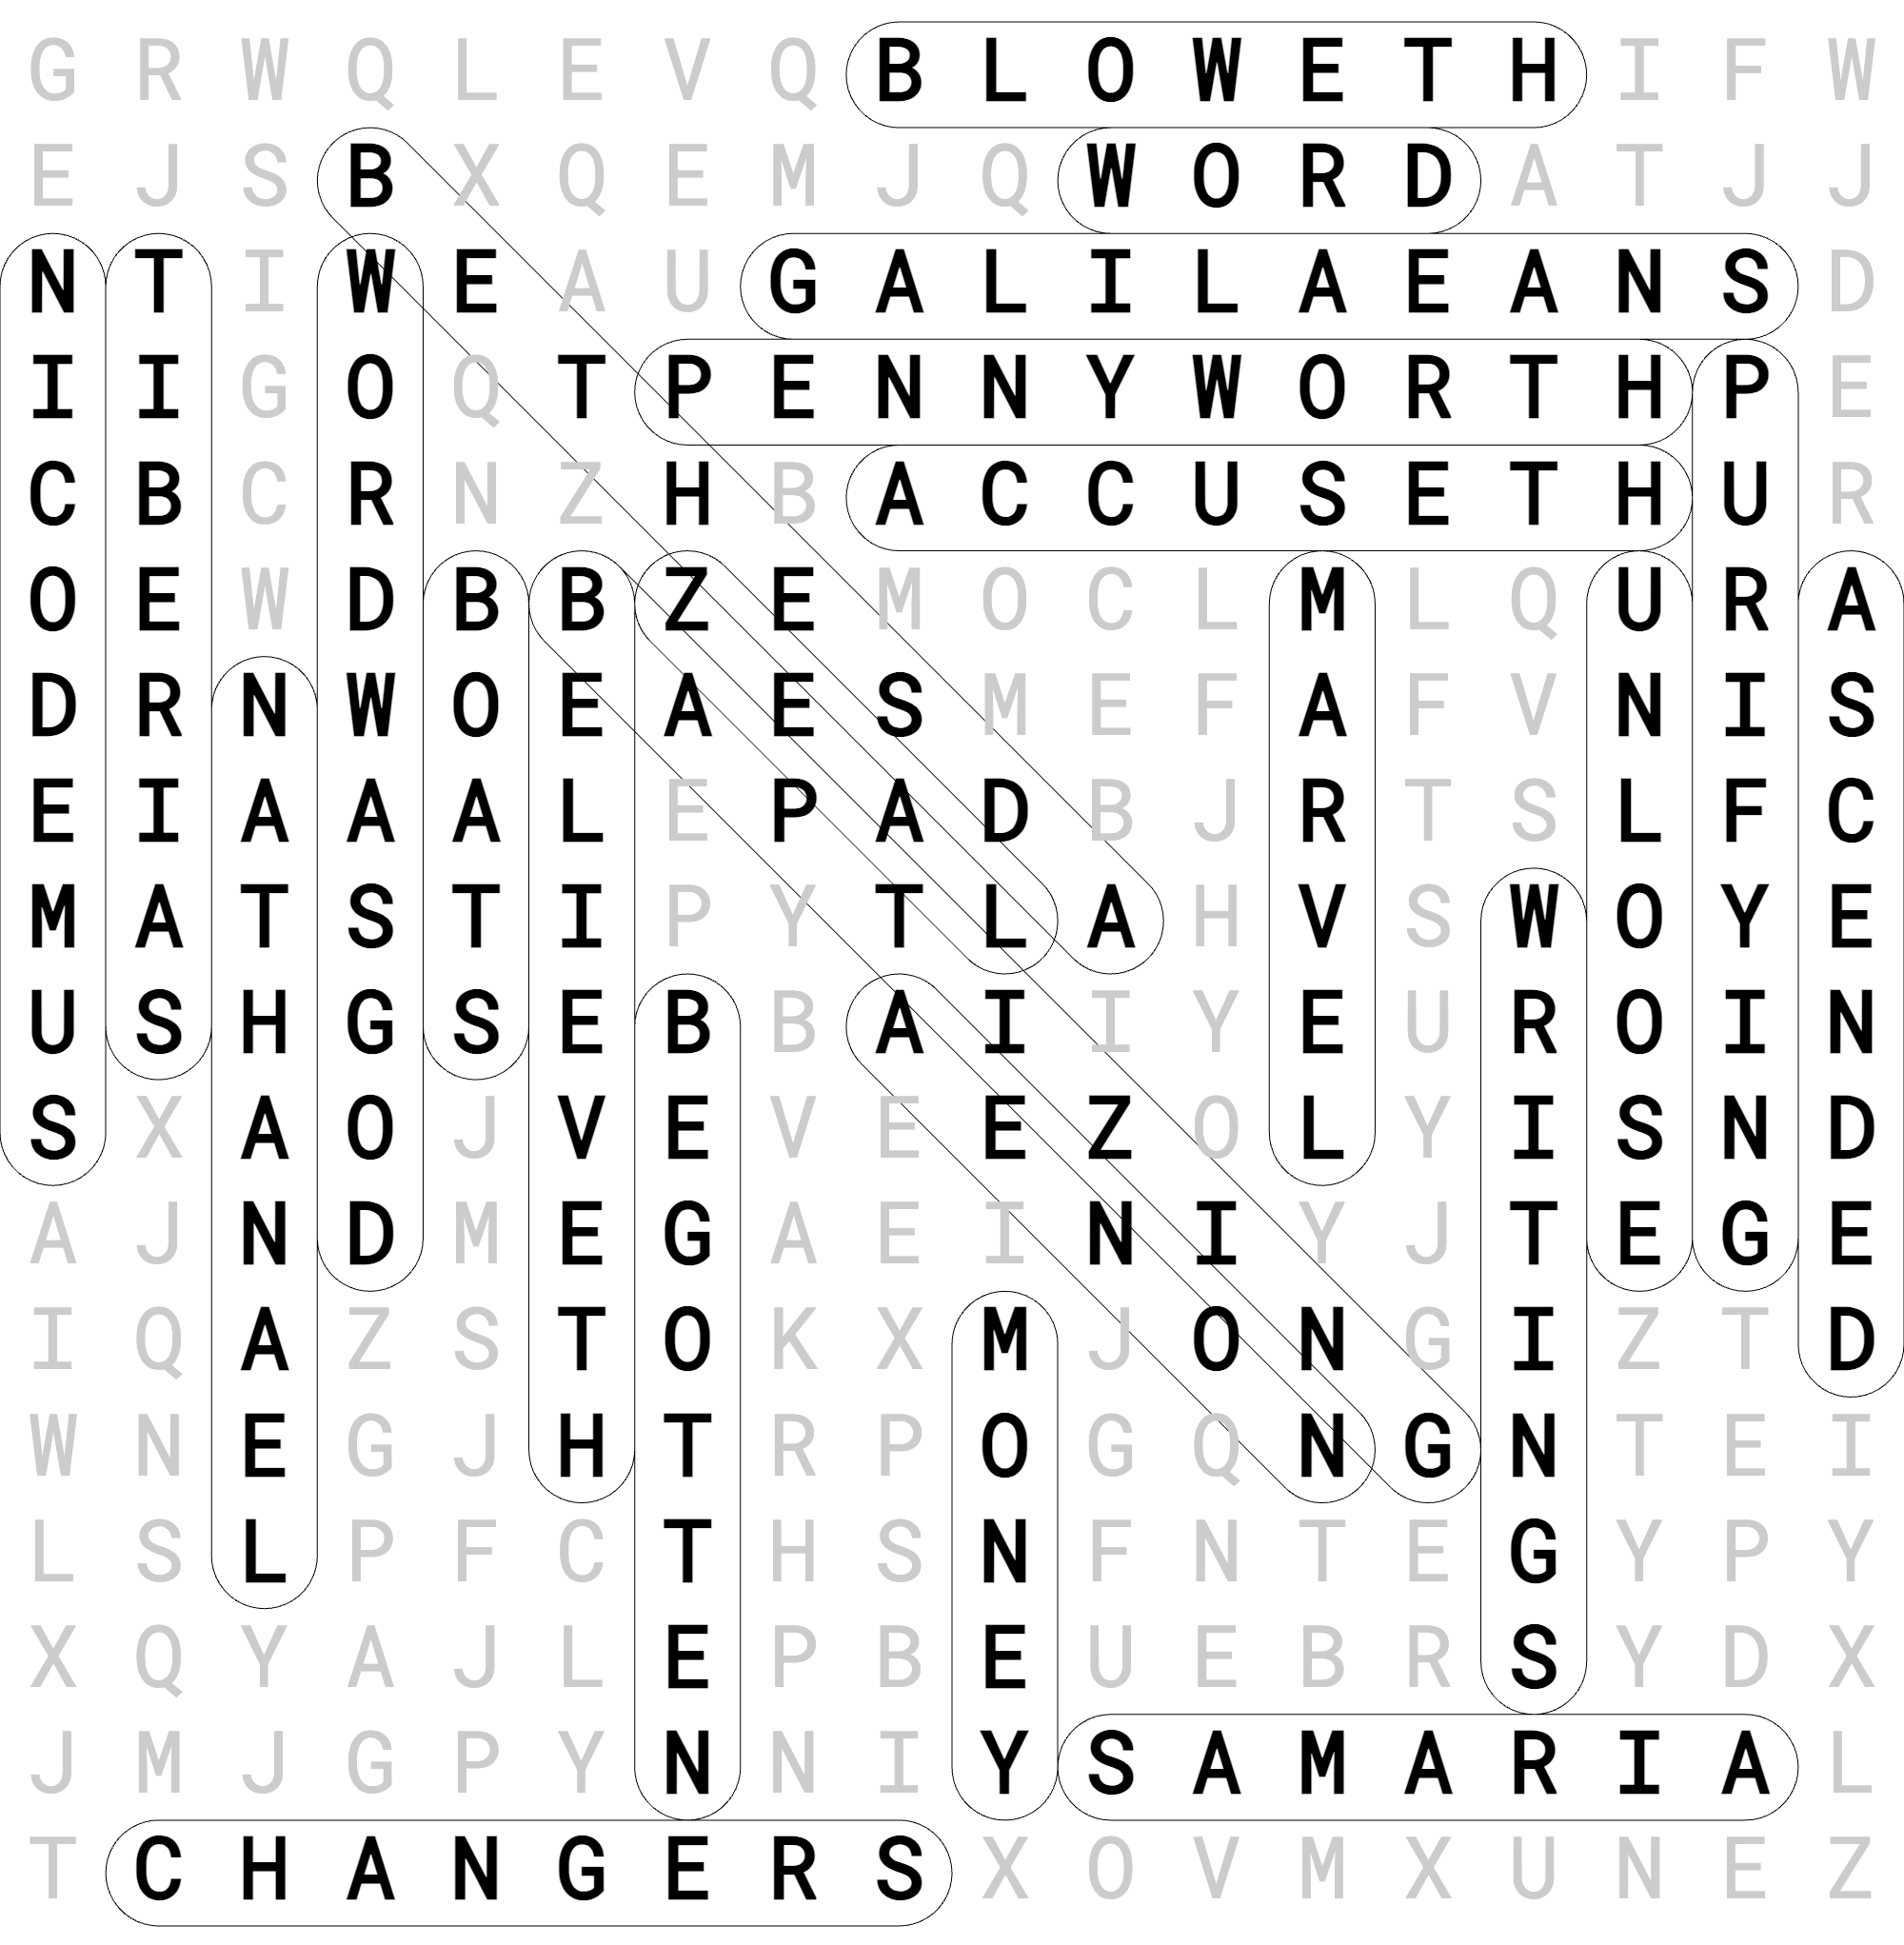 G R W Q L E V Q B L O W E T H I F W
E J S B X Q E M J Q W O R D A T J J
N T I W E A U G A L I L A E A N S D
I I G O Q T P E N N Y W O R T H P E
C B C R N Z H B A C C U S E T H U R
O E W D B B Z E M O C L M L Q U R A
D R N W O E A E S M E F A F V N I S
E I A A A L E P A D B J R T S L F C
M A T S T I P Y T L A H V S W O Y E
U S H G S E B B A I I Y E U R O I N
S X A O J V E V E E Z O L Y I S N D
A J N D M E G A E I N I Y J T E G E
I Q A Z S T O K X M J O N G I Z T D
W N E G J H T R P O G Q N G N T E I
L S L P F C T H S N F N T E G Y P Y
X Q Y A J L E P B E U E B R S Y D X
J M J G P Y N N I Y S A M A R I A L
T C H A N G E R S X O V M X U N E Z